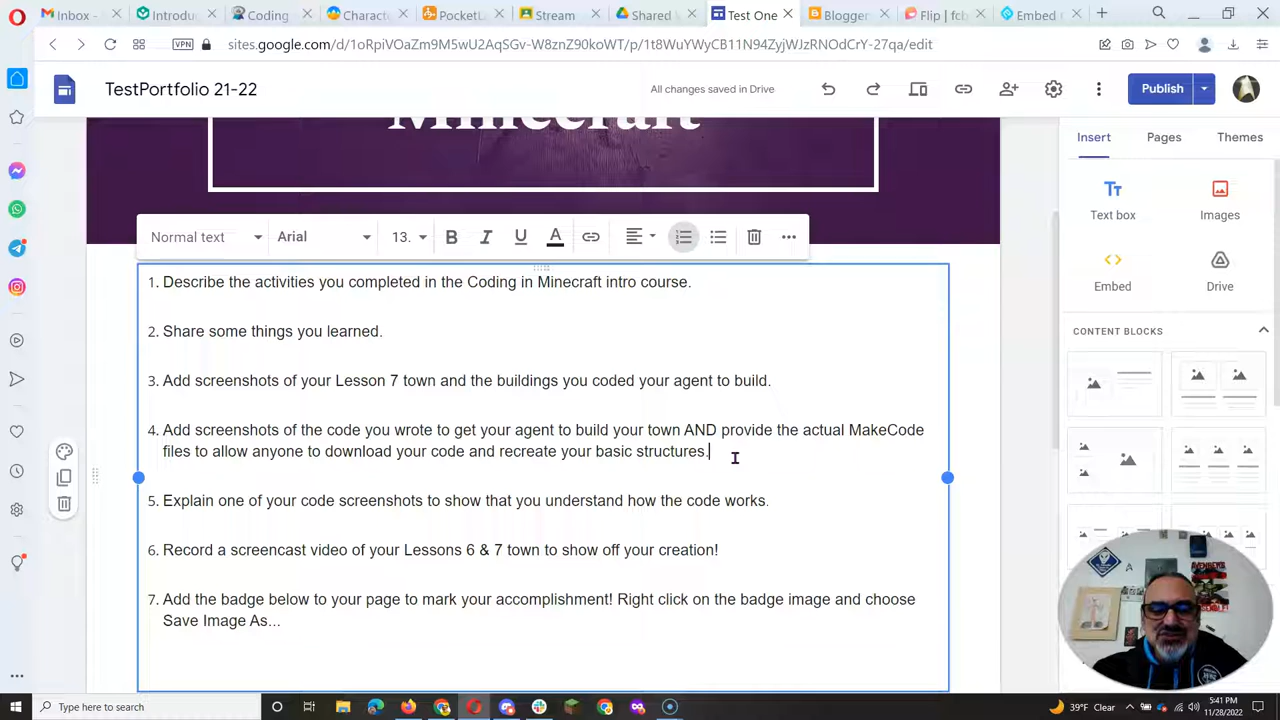 Inbox
Introduc
Coding
Characte
PocketL
Stream
Shared
Test One
Blogger
Flip | fcb
Embed C
VPN
sites.google.com/d/1oRpiVOaZm9M5wU2AqSGv-W8znZ90koWT/p/1t8WuYWyCB11N94ZyjWJzRNOdCrY-27qa/edit
TestPortfolio 21-22
All changes saved in Drive
Publish
Minecraft
Insert
Pages
Themes
Normal text
Arial
13.
B
I
U
A
Text box
Images
Embed
Drive
CONTENT BLOCKS
1. Describe the activities you completed in the Coding in Minecraft intro course.
2. Share some things you learned.
3. Add screenshots of your Lesson 7 town and the buildings you coded your agent to build.
4. Add screenshots of the code you wrote to get your agent to build your town AND provide the actual MakeCode
files to allow anyone to download your code and recreate your basic structures.
5. Explain one of your code screenshots to show that you understand how the code works.
6. Record a screencast video of your Lessons 6 & 7 town to show off your creation!
7. Add the badge below to your page to mark your accomplishment! Right click on the badge image and choose
Save Image As...
Type here to search
39°F Clear
5:41 PM
11/28/2022